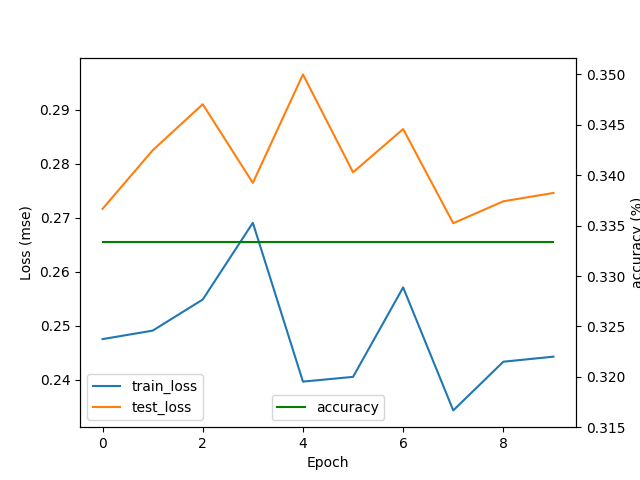 0.29
0.28
0.27
0.26
0.25
0.24
Loss (mse)
0.350
0.345
0.340
0.335
0.330
0.325
0.320
0.315
accuracy (%)
train_loss
test_loss
accuracy
0 2 4 6 8
Epoch